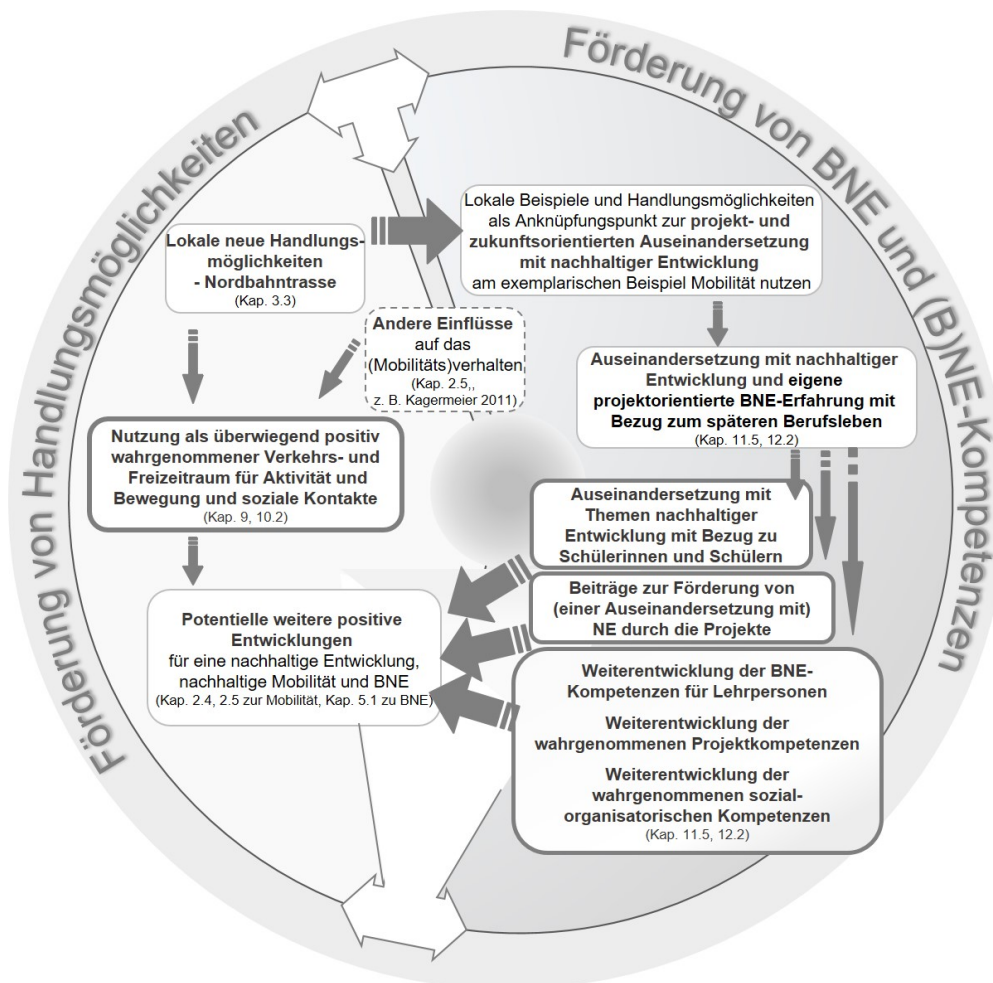 Förderung von Handlungsmöglichkeiten
Förderung von BNE und (B)NE-Kompetenzen
Lokale neue Handlungs-
möglichkeiten
- Nordbahntrasse
(Kap. 3.3)
Lokale Beispiele und Handlungsmöglichkeiten
als Anknüpfungspunkt zur projekt- und
zukunftsorientierten Auseinandersetzung
mit nachhaltiger Entwicklung
am exemplarischen Beispiel Mobilität nutzen
Andere Einflüsse
auf das
(Mobilitäts)verhalten
(Kap. 2.5,,
z. B. Kagermeier 2011)
Auseinandersetzung mit nachhaltiger
Entwicklung und eigene
projektorientierte BNE-Erfahrung mit
Bezug zum späteren Berufsleben
(Kap. 11.5, 12.2)
Nutzung als überwiegend positiv
wahrgenommener Verkehrs- und
Freizeitraum für Aktivität und
Bewegung und soziale Kontakte
(Kap. 9, 10.2)
Auseinandersetzung mit
Themen nachhaltiger
Entwicklung mit Bezug zu
Schülerinnen und Schülern
Beiträge zur Förderung von
(einer Auseinandersetzung mit)
NE durch die Projekte
Potentielle weitere positive
Entwicklungen
für eine nachhaltige Entwicklung,
nachhaltige Mobilität und BNE
(Kap. 2.4, 2.5 zur Mobilität, Kap. 5.1 zu BNE)
Weiterentwicklung der BNE-
Kompetenzen für Lehrpersonen
Weiterentwicklung der
wahrgenommenen Projektkompetenzen
Weiterentwicklung der
wahrgenommenen sozial-
organisatorischen Kompetenzen
(Kap. 11.5, 12.2)